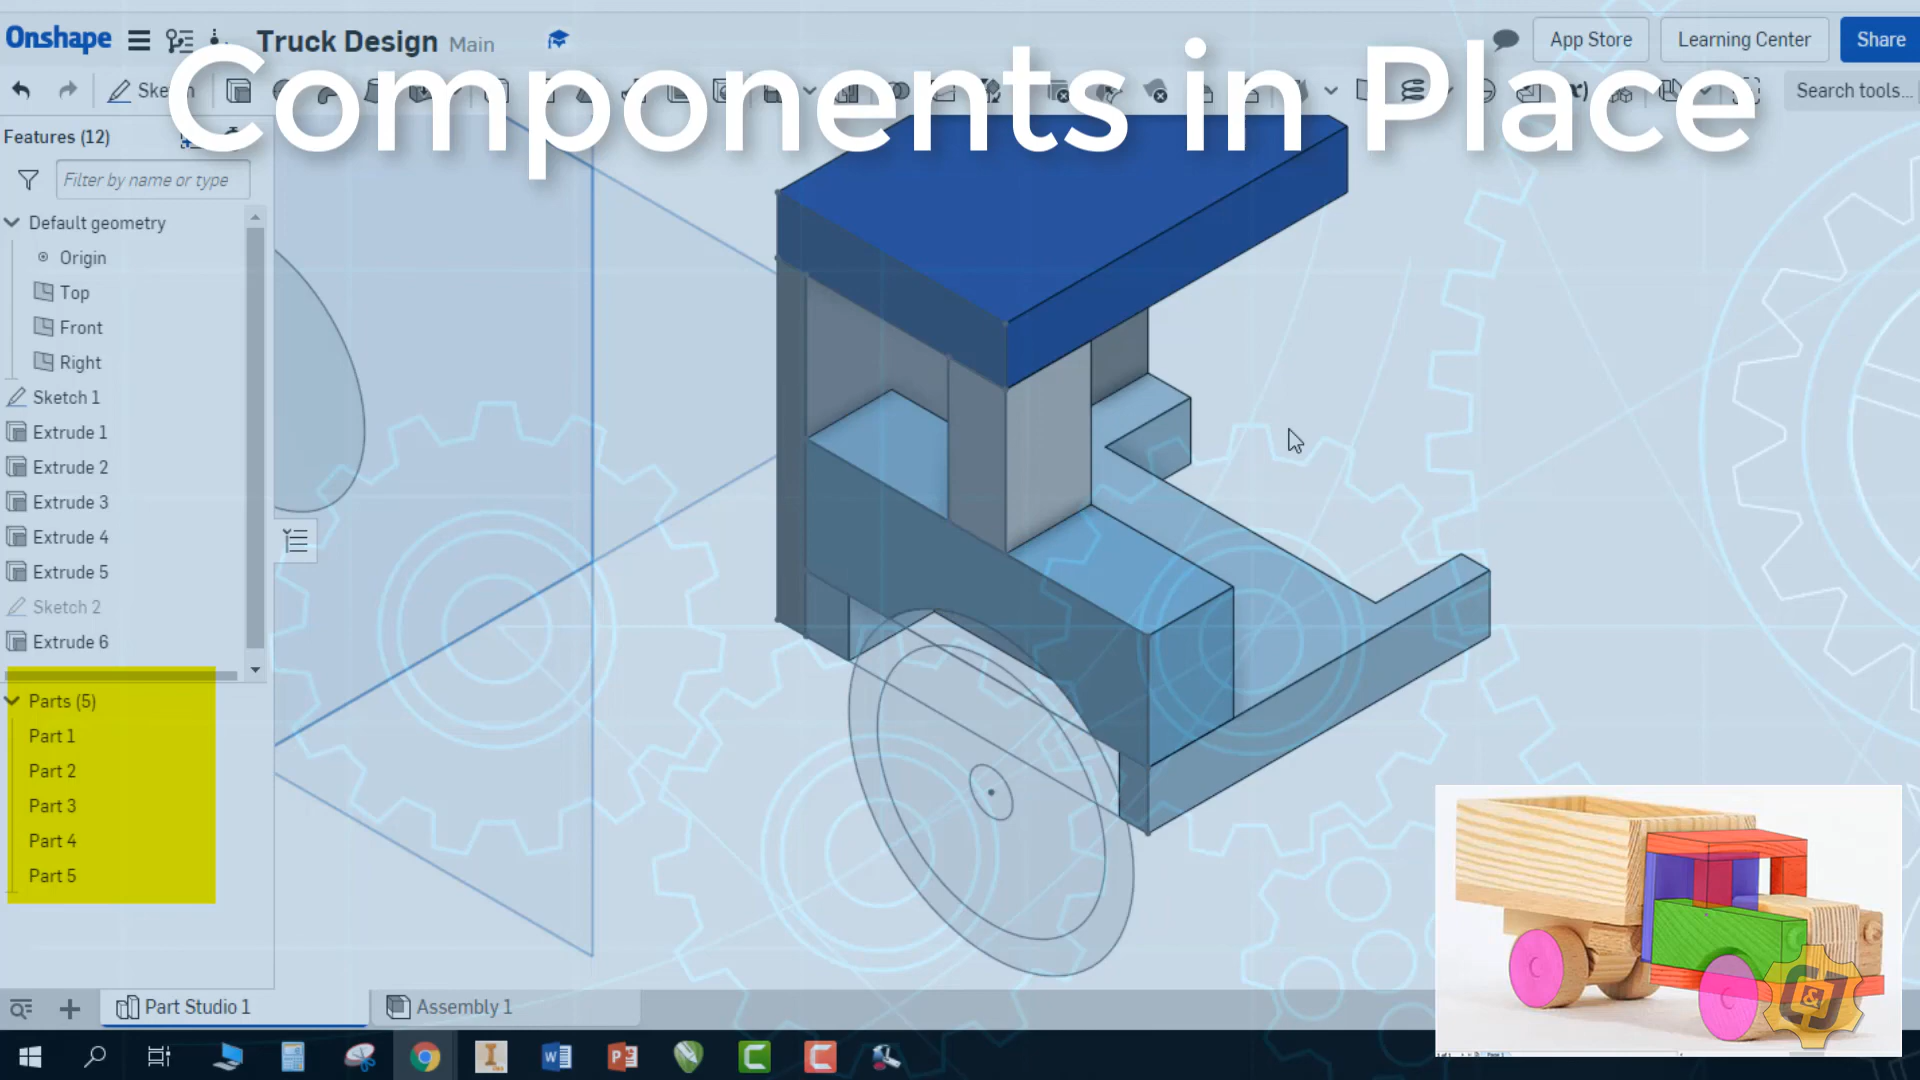 Onshape
Truck Design Main
App Store
Learning Center
Share
Components in Place
Search tools...
Features (12)
Filter by name or type
Default geometry
Origin
Top
Front
Right
Sketch 1
Extrude 1
Extrude 2
Extrude 3
Extrude 4
Extrude 5
Sketch 2
Extrude 6
Parts (5)
Part 1
Part 2
Part 3
Part 4
Part 5
Part Studio 1
Assembly 1